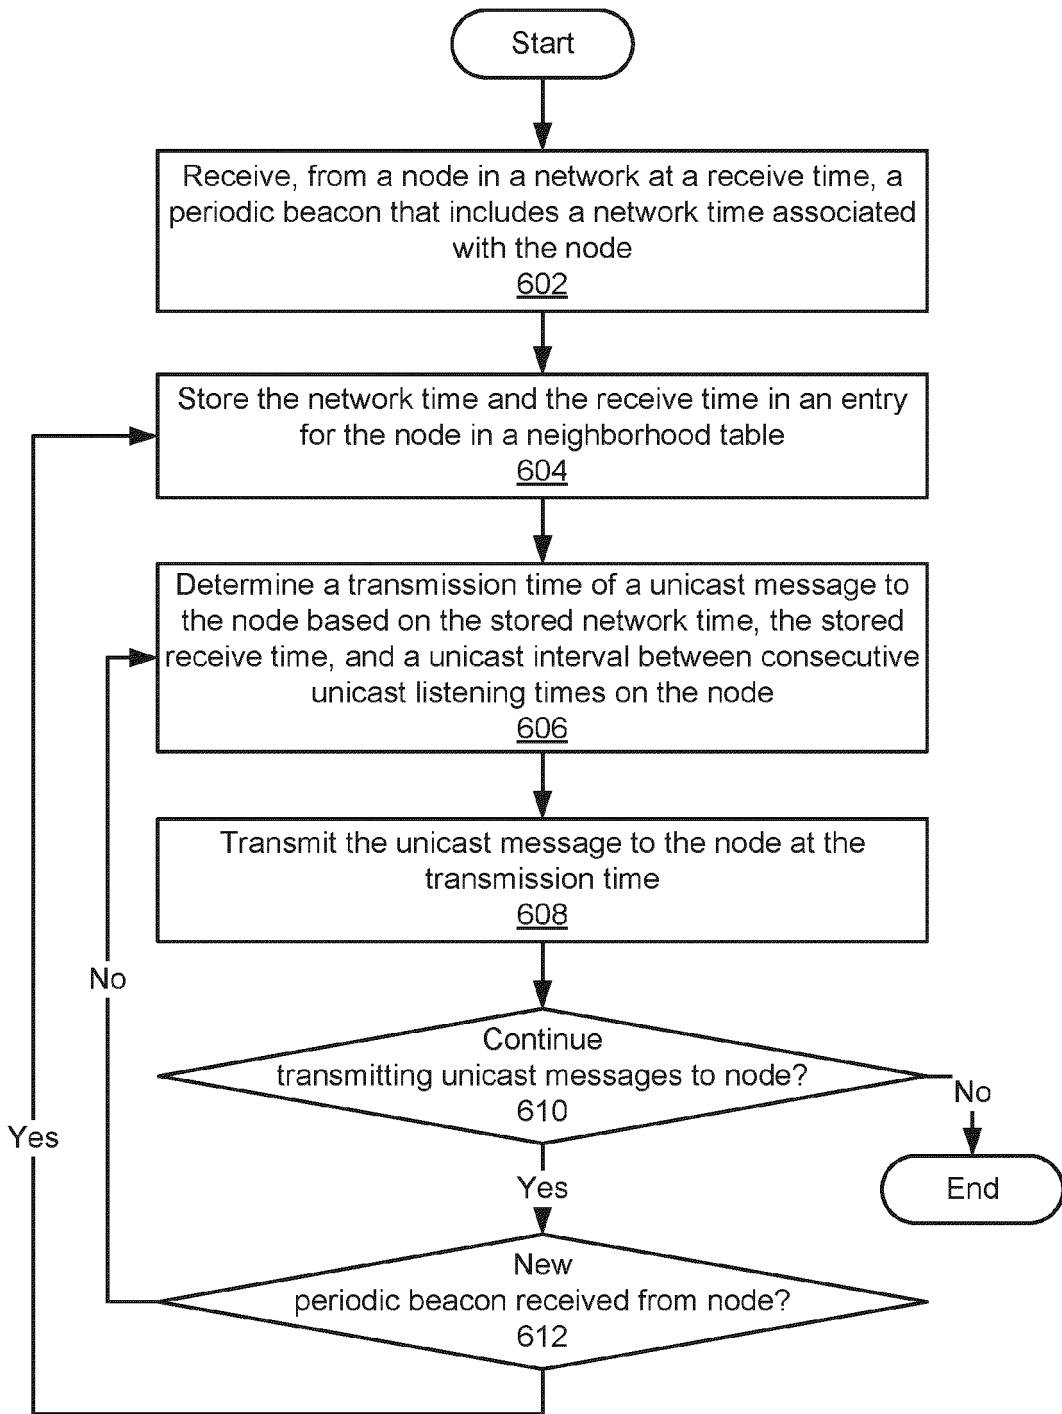 Start
Receive, from a node in a network at a receive time, a
periodic beacon that includes a network time associated
with the node
602
Store the network time and the receive time in an entry
for the node in a neighborhood table
604
Determine a transmission time of a unicast message to
the node based on the stored network time, the stored
receive time, and a unicast interval between consecutive
unicast listening times on the node
606
Transmit the unicast message to the node at the
transmission time
608
No
Continue
transmitting unicast messages to node?
610
No
Yes
End
Yes
New
periodic beacon received from node?
612